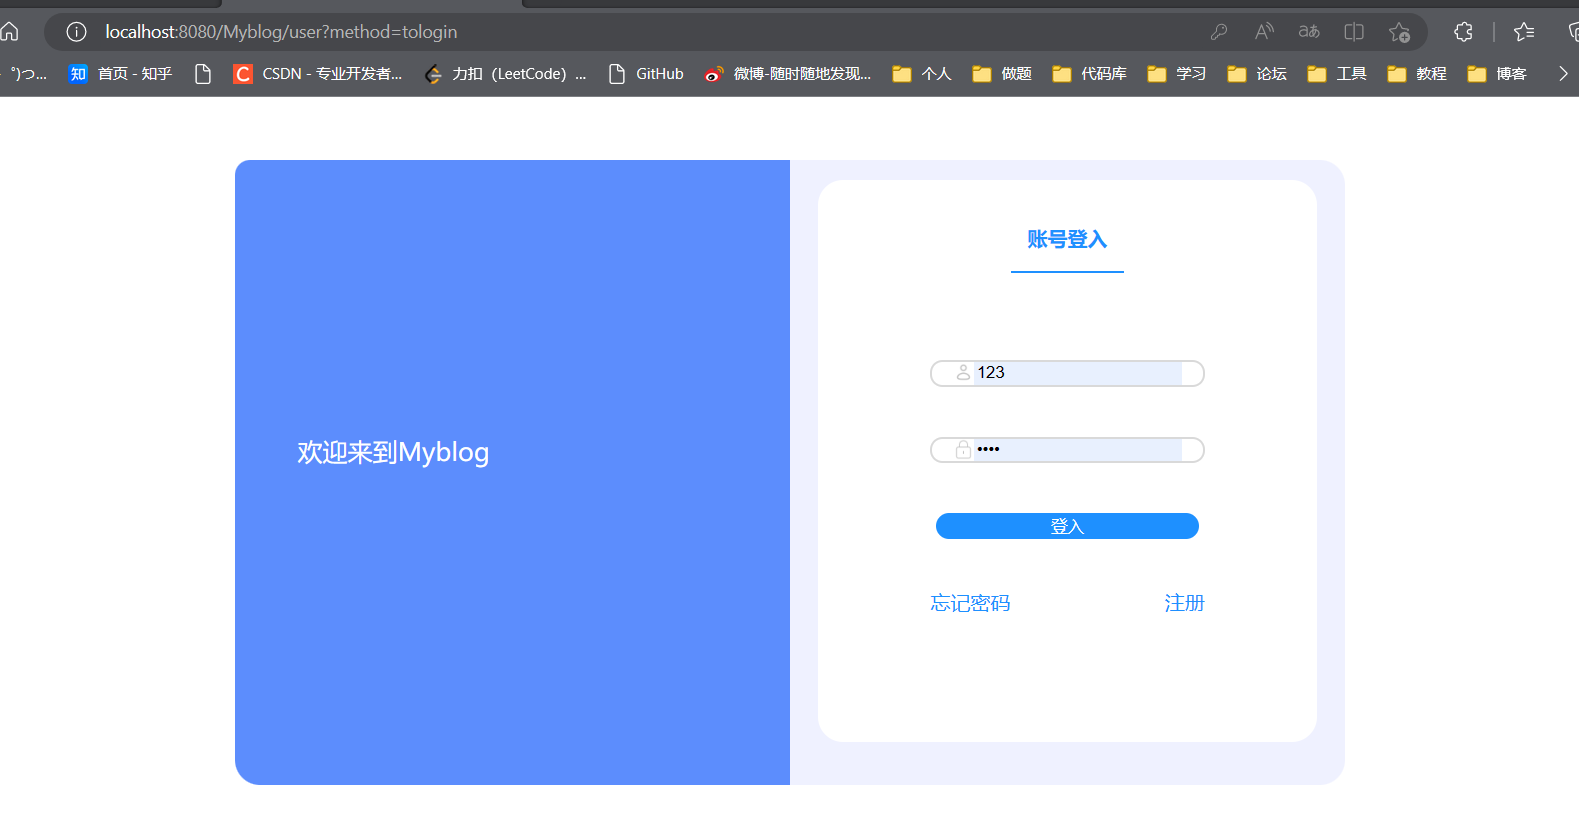 localhost:8080/Myblog/user?method=tologin
°)つ... 知 首页 - 知乎 C CSDN - 专业开发者... 力扣（LeetCode）... GitHub 微博-随时随地发现... 个人 做题 代码库 学习 论坛 工具 教程 博客
账号登入
123
••••
欢迎来到Myblog
登入
忘记密码 注册